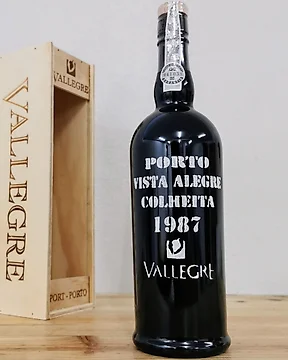 VALLEGRE
VALLEGRE
PORT - PORTO
PORTO
VISTA ALEGRE
COLHEITA
1987
VALLEGRE